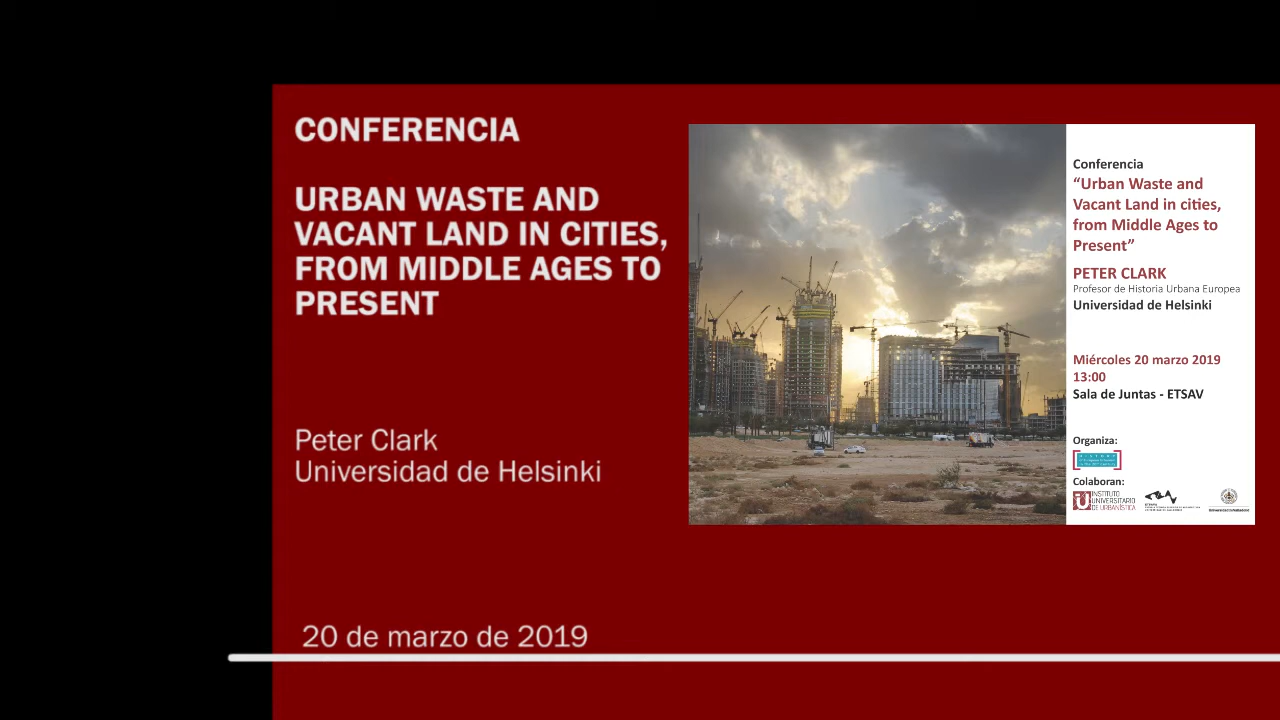 CONFERENCIA
URBAN WASTE AND
VACANT LAND IN CITIES,
FROM MIDDLE AGES TO
PRESENT
Peter Clark
Universidad de Helsinki
20 de marzo de 2019
Conferencia
“Urban Waste and
Vacant Land in cities,
from Middle Ages to
Present”
PETER CLARK
Profesor de Historia Urbana Europea
Universidad de Helsinki
Miércoles 20 marzo 2019
13:00
Sala de Juntas - ETSAV
Organiza:
Colaboran:
INSTITUTO
UNIVERSITARIO
DE URBANÍSTICA